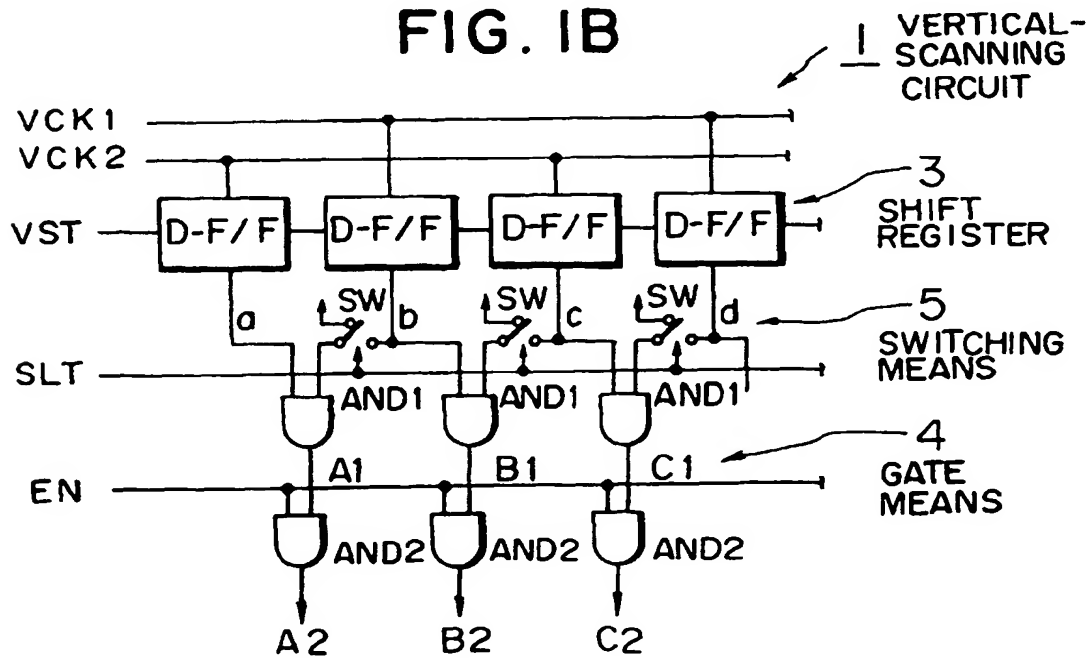 FIG. 1B
1 VERTICAL-
SCANNING
CIRCUIT
VCK1
VCK2
VST
D-F/F D-F/F D-F/F D-F/F
3
SHIFT
REGISTER
a SW b SW c SW d
5
SWITCHING
MEANS
SLT
AND1 AND1 AND1
A1 B1 C1
4
GATE
MEANS
EN
AND2 AND2 AND2
A2 B2 C2